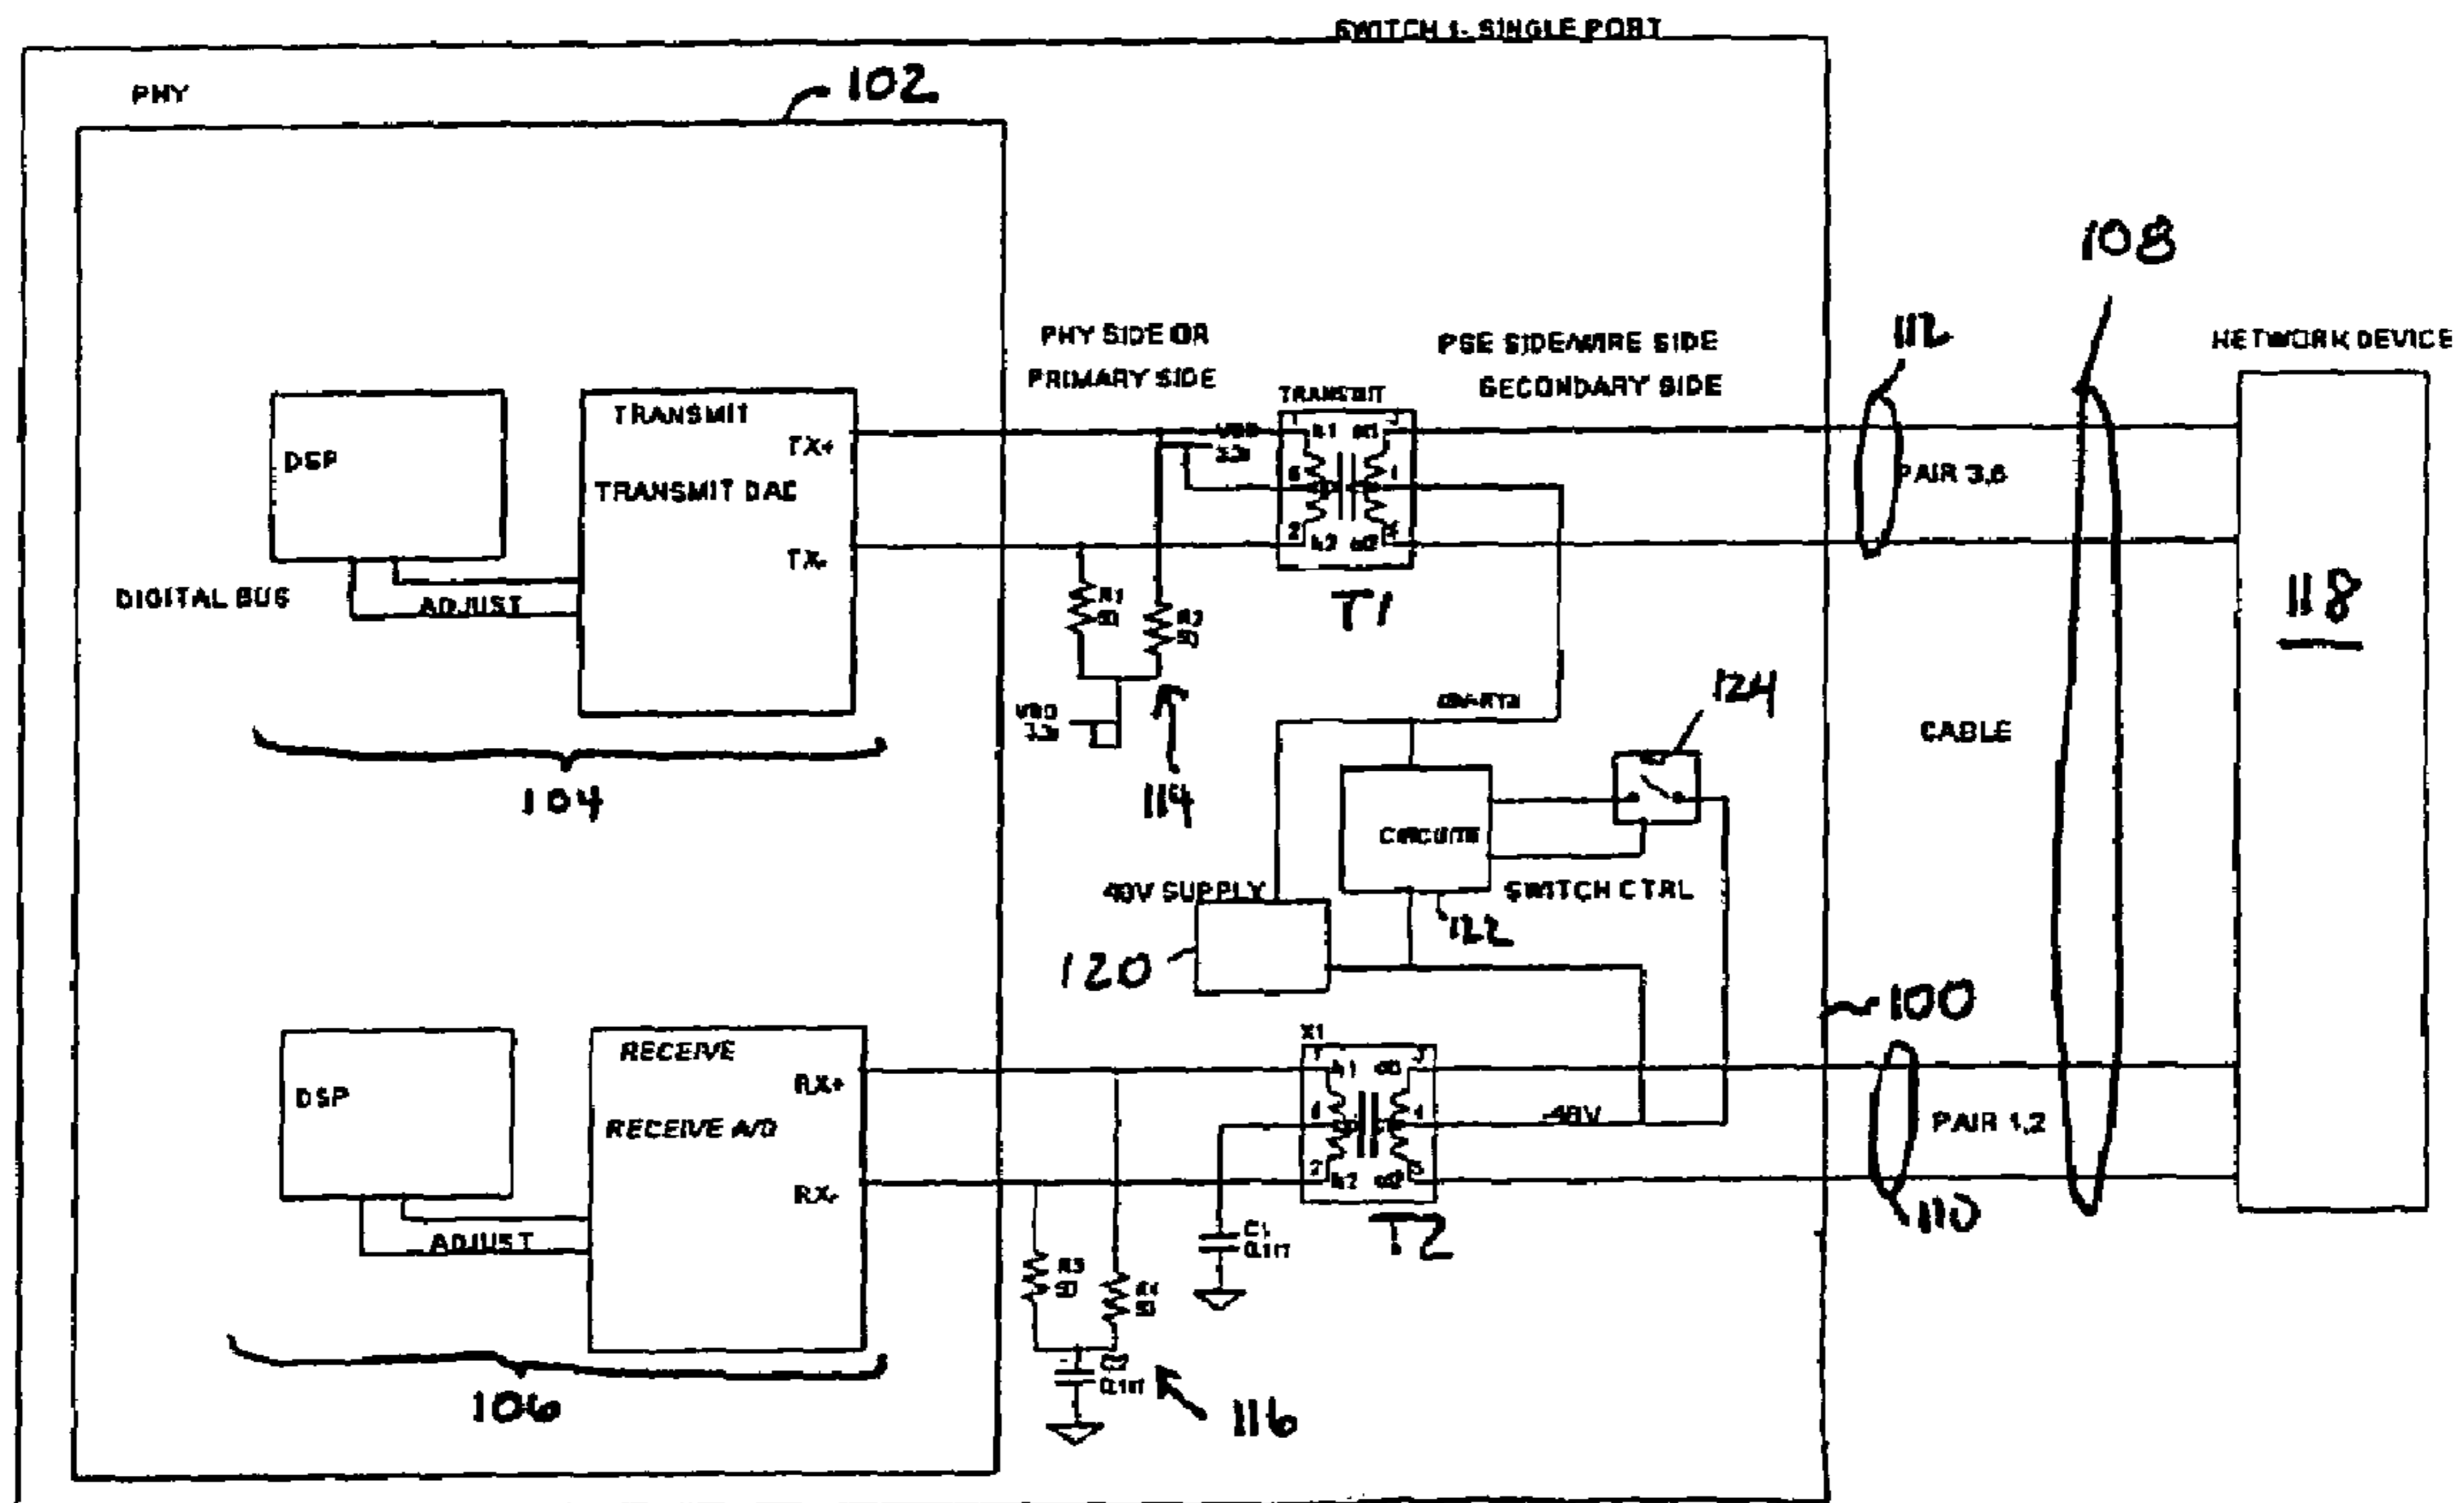 SWITCH 1- SINGLE PORT
PHY
102
108
PHY SIDE OR
PRIMARY SIDE
PSE SIDE/WIRE SIDE
SECONDARY SIDE
112
NETWORK DEVICE
TRANSMIT
DSP
TRANSMIT
TX+
TRANSMIT DAC
TX-
PAIR 3,6
DIGITAL BUS
ADJUST
R1
50
R2
50
T1
118
124
CABLE
104
114
CIRCUITS
SWITCH CTRL
48V SUPPLY
122
120
100
X1
DSP
RECEIVE
RX+
RECEIVE A/D
RX-
-48V
PAIR 1,2
110
T2
ADJUST
C1
R3
50
R4
50
106
116